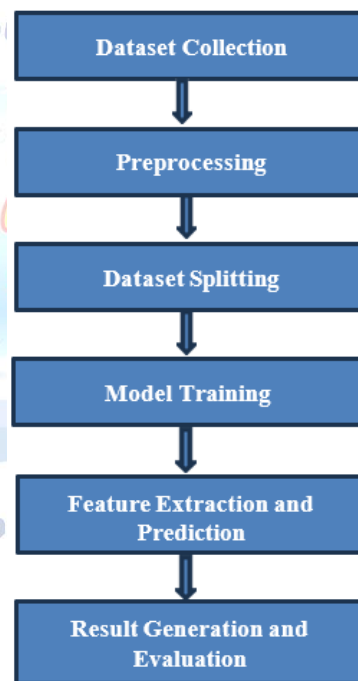 Dataset Collection
Preprocessing
Dataset Splitting
Model Training
Feature Extraction and
Prediction
Result Generation and
Evaluation